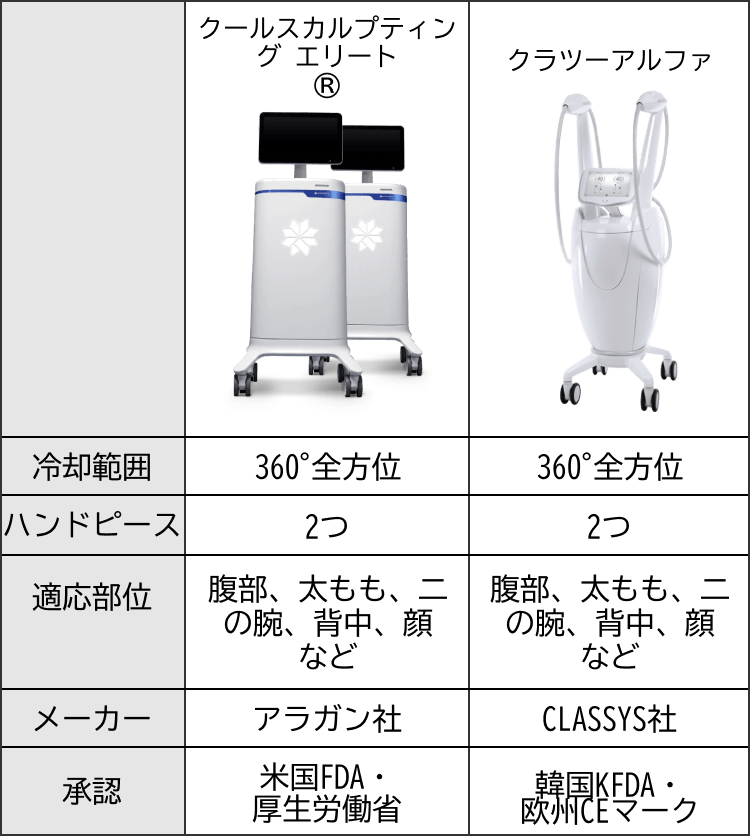 クールスカルプティン
グ エリート
®
クラツーアルファ
冷却範囲
360°全方位
360°全方位
ハンドピース
2つ
2つ
適応部位
腹部、太もも、二
の腕、背中、顔
など
腹部、太もも、二
の腕、背中、顔
など
メーカー
アラガン社
CLASSYS社
承認
米国FDA・
厚生労働省
韓国KFDA・
欧州CEマーク